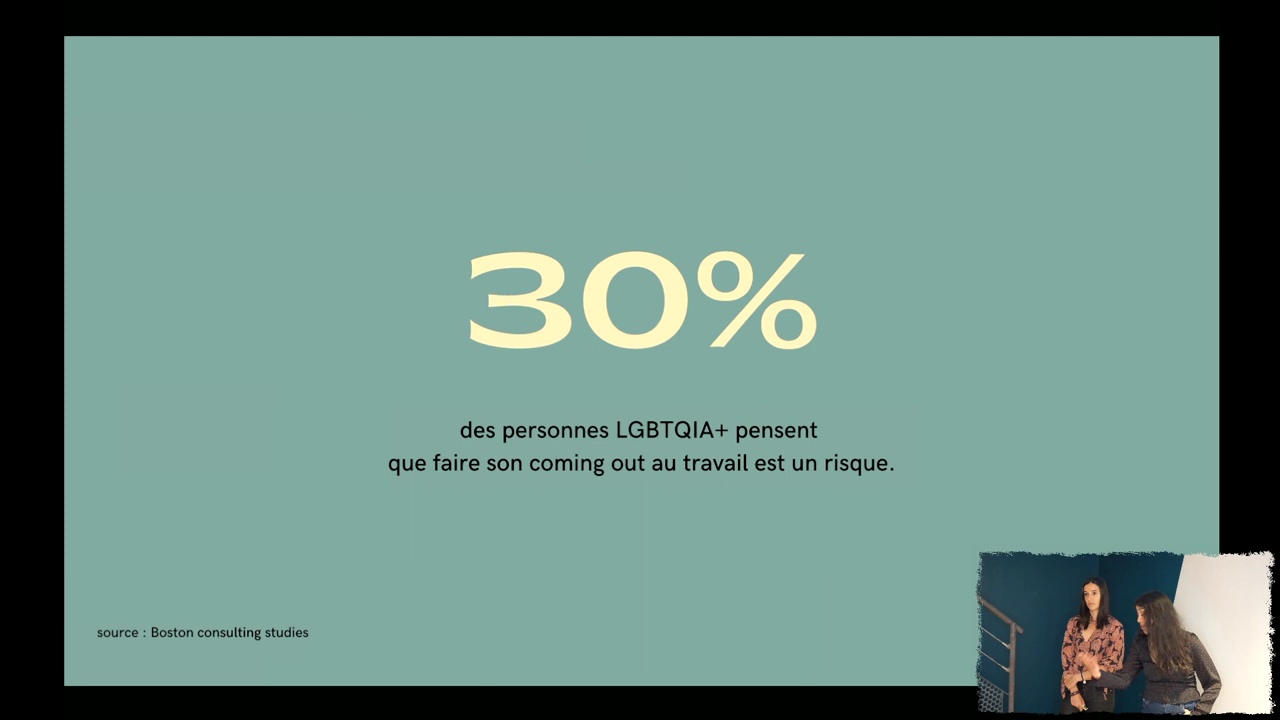 30%
des personnes LGBTQIA+ pensent
que faire son coming out au travail est un risque.
source : Boston consulting studies